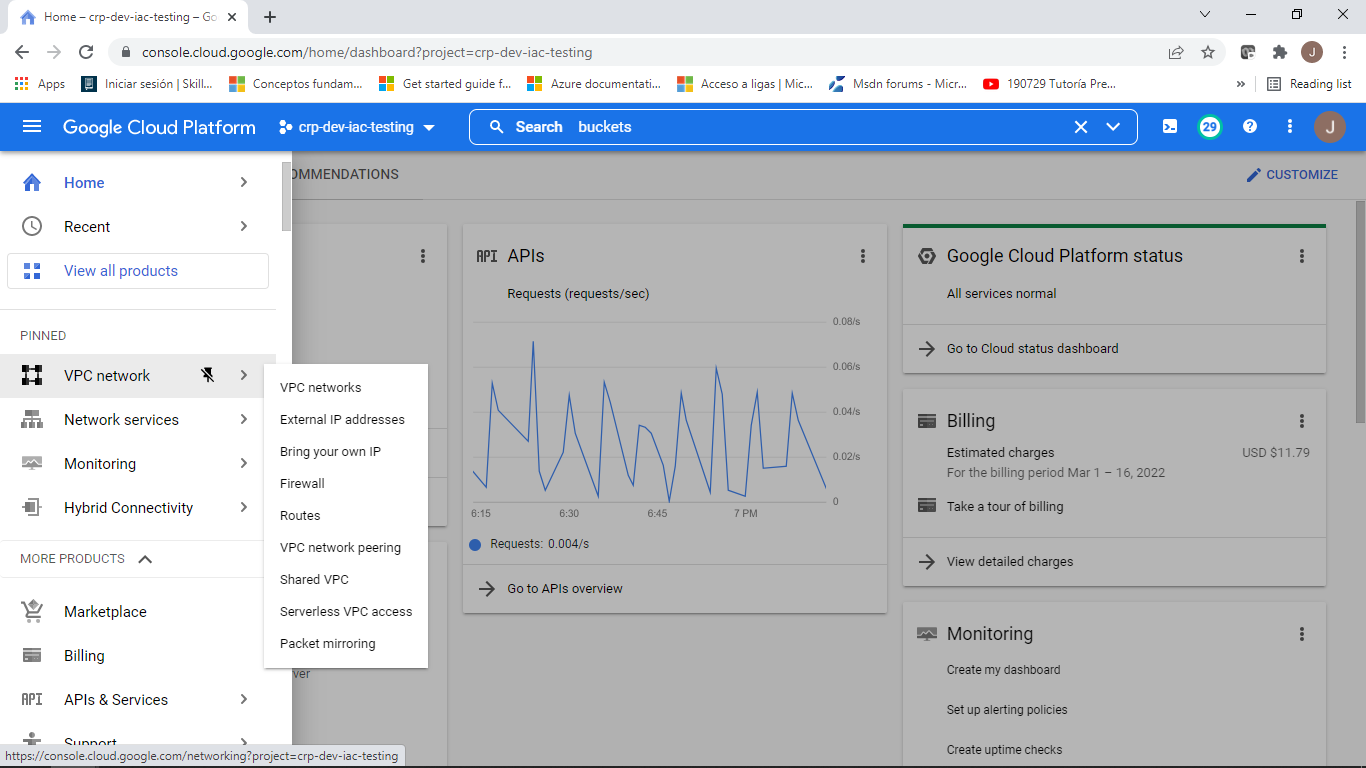 Home – crp-dev-iac-testing – Go
console.cloud.google.com/home/dashboard?project=crp-dev-iac-testing
J
Apps
Iniciar sesión | Skill...
Conceptos fundam...
Get started guide f...
Azure documentati...
Acceso a ligas | Mic...
Msdn forums - Micr...
190729 Tutoría Pre...
»
Reading list
Google Cloud Platform
crp-dev-iac-testing
Search buckets
29
J
Home
Recent
View all products
PINNED
VPC network
Network services
Monitoring
Hybrid Connectivity
MORE PRODUCTS
Marketplace
Billing
API APIs & Services
Support
VPC networks
External IP addresses
Bring your own IP
Firewall
Routes
VPC network peering
Shared VPC
Serverless VPC access
Packet mirroring
ver
OMMENDATIONS
CUSTOMIZE
API APIs
Requests (requests/sec)
0.08/s
0.06/s
0.04/s
0.02/s
0
6:15 6:30 6:45 7 PM
Requests: 0.004/s
Go to APIs overview
Google Cloud Platform status
All services normal
Go to Cloud status dashboard
Billing
Estimated charges USD $11.79
For the billing period Mar 1 – 16, 2022
Take a tour of billing
View detailed charges
Monitoring
Create my dashboard
Set up alerting policies
Create uptime checks
https://console.cloud.google.com/networking?project=crp-dev-iac-testing